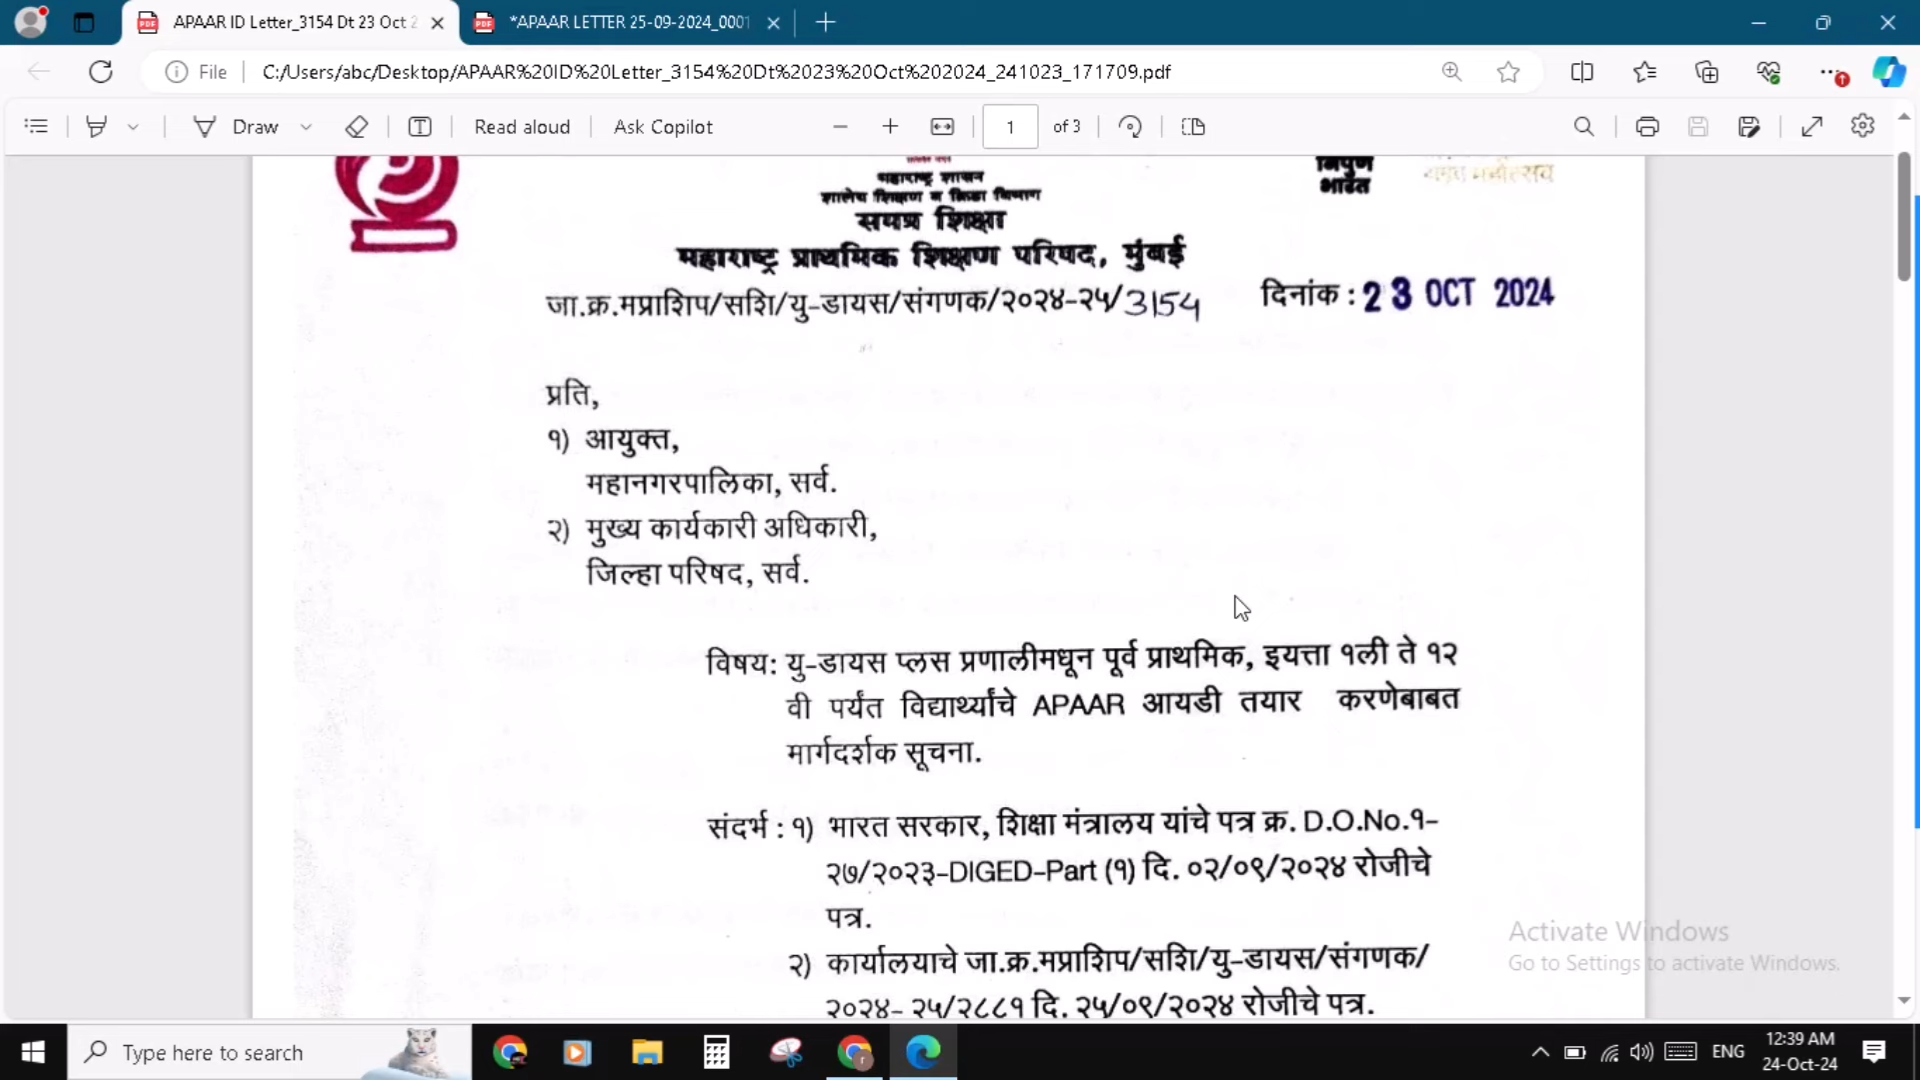 APAAR ID Letter_3154 Dt 23 Oct 2
*APAAR LETTER 25-09-2024_0001
File
C:/Users/abc/Desktop/APAAR%20ID%20Letter_3154%20Dt%2023%20Oct%202024_241023_171709.pdf
Draw
Read aloud
Ask Copilot
1
of 3
महाराष्ट्र शासन
शालेय शिक्षण व क्रिडा विभाग
समग्र शिक्षा
महाराष्ट्र प्राथमिक शिक्षण परिषद, मुंबई
निपुण
भारत
जा.क्र.मप्राशिप/सशि/यु-डायस/संगणक/२०२४-२५/3154
दिनांक : 23 OCT 2024
प्रति,
१) आयुक्त,
महानगरपालिका, सर्व.
२) मुख्य कार्यकारी अधिकारी,
जिल्हा परिषद, सर्व.
विषय: यु-डायस प्लस प्रणालीमधून पूर्व प्राथमिक, इयत्ता १ली ते १२
वी पर्यंत विद्यार्थ्यांचे APAAR आयडी तयार करणेबाबत
मार्गदर्शक सूचना.
संदर्भ : १) भारत सरकार, शिक्षा मंत्रालय यांचे पत्र क्र. D.O.No.१-
२७/२०२३-DIGED-Part (१) दि. ०२/०९/२०२४ रोजीचे
पत्र.
२) कार्यालयाचे जा.क्र.मप्राशिप/सशि/यु-डायस/संगणक/
२०२४- २५/२८८१ दि. २५/०९/२०२४ रोजीचे पत्र.
Activate Windows
Go to Settings to activate Windows.
Type here to search
ENG
12:39 AM
24-Oct-24